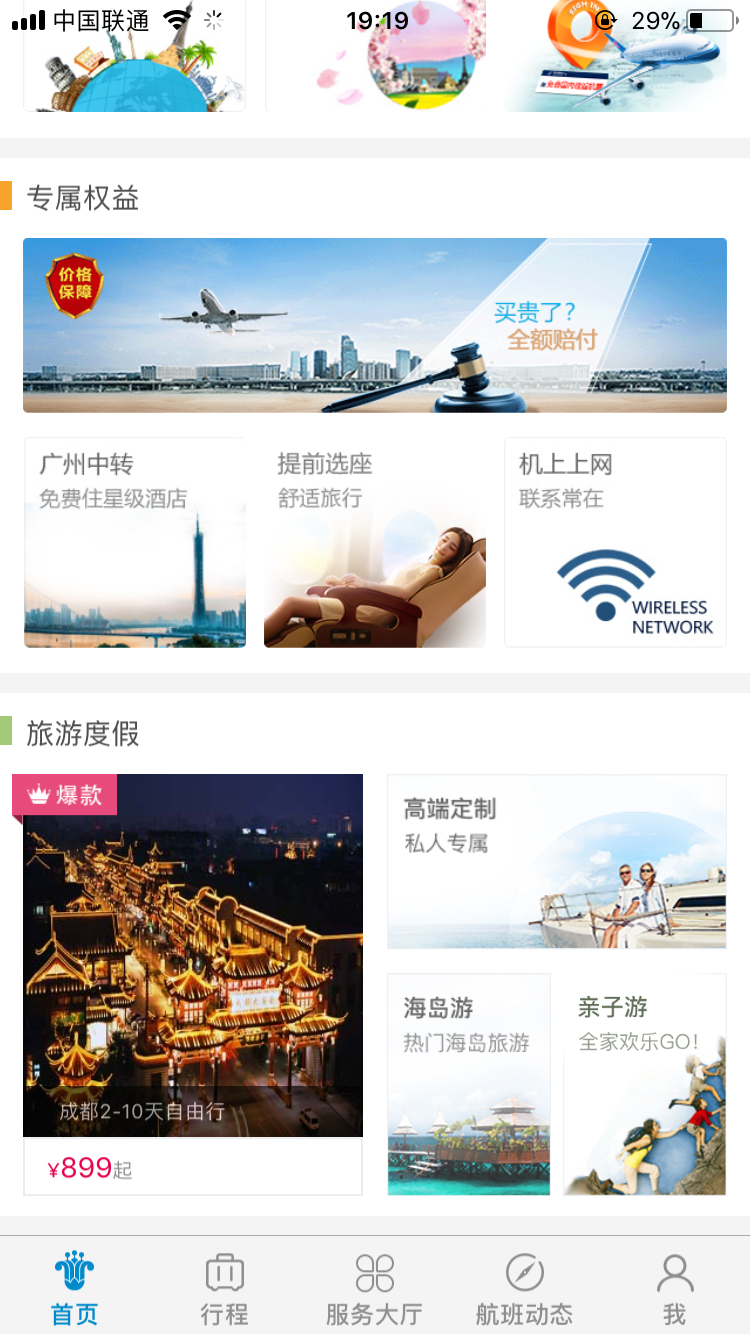 中国联通
19:19
29%
SIGN IN
专属权益
价格
保障
买贵了?
全额赔付
广州中转
免费住星级酒店
提前选座
舒适旅行
机上上网
联系常在
WIRELESS
NETWORK
旅游度假
爆款
高端定制
私人专属
海岛游
热门海岛旅游
亲子游
全家欢乐GO!
成都2-10天自由行
¥899起
首页
行程
服务大厅
航班动态
我